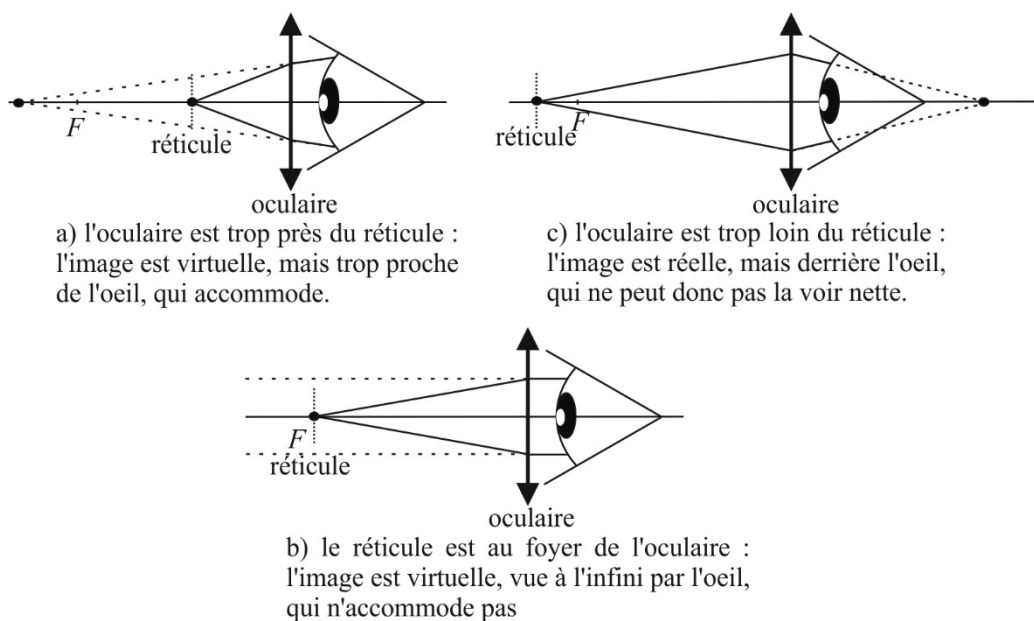 F
réticule
oculaire
a) l'oculaire est trop près du réticule :
l'image est virtuelle, mais trop proche
de l'oeil, qui accommode.
F
réticule
oculaire
c) l'oculaire est trop loin du réticule :
l'image est réelle, mais derrière l'oeil,
qui ne peut donc pas la voir nette.
F
réticule
oculaire
b) le réticule est au foyer de l'oculaire :
l'image est virtuelle, vue à l'infini par l'oeil,
qui n'accommode pas